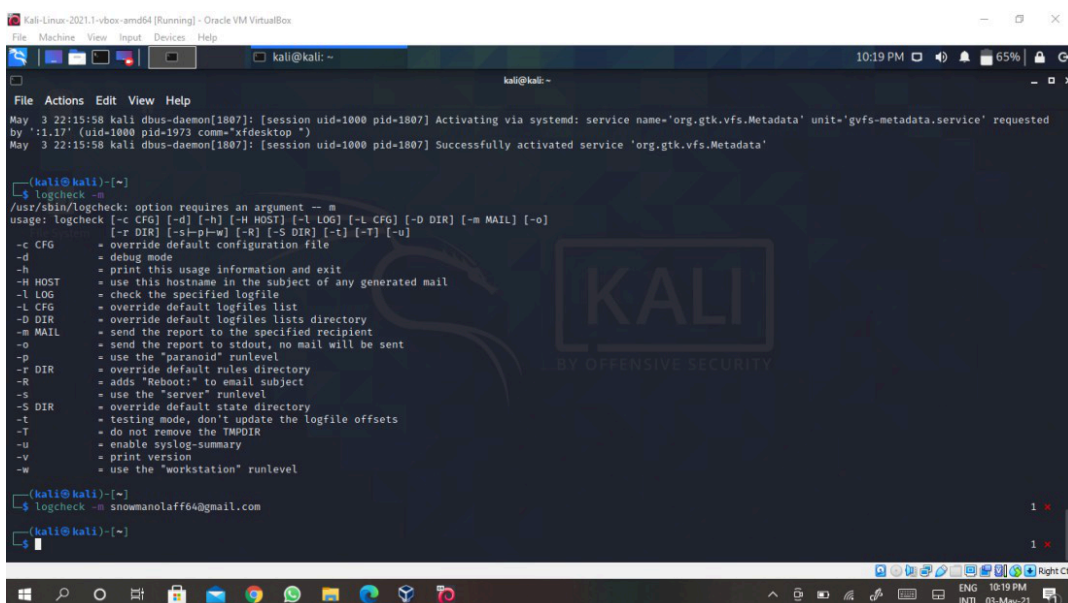 Kali-Linux-2021.1-vbox-amd64 [Running] - Oracle VM VirtualBox
File Machine View Input Devices Help
kali@kali: ~
10:19 PM
65%
kali@kali: ~
File Actions Edit View Help
May  3 22:15:58 kali dbus-daemon[1807]: [session uid=1000 pid=1807] Activating via systemd: service name='org.gtk.vfs.Metadata' unit='gvfs-metadata.service' requested
by ':1.17' (uid=1000 pid=1973 comm="xfdesktop ")
May  3 22:15:58 kali dbus-daemon[1807]: [session uid=1000 pid=1807] Successfully activated service 'org.gtk.vfs.Metadata'
┌──(kali㉿kali)-[~]
└─$ logcheck -m
/usr/sbin/logcheck: option requires an argument -- m
usage: logcheck [-c CFG] [-d] [-h] [-H HOST] [-l LOG] [-L CFG] [-D DIR] [-m MAIL] [-o]
[-r DIR] [-s|-p|-w] [-R] [-S DIR] [-t] [-T] [-u]
-c CFG = override default configuration file
-d = debug mode
-h = print this usage information and exit
-H HOST = use this hostname in the subject of any generated mail
-l LOG = check the specified logfile
-L CFG = override default logfiles list
-D DIR = override default logfiles lists directory
-m MAIL = send the report to the specified recipient
-o = send the report to stdout, no mail will be sent
-p = use the "paranoid" runlevel
-r DIR = override default rules directory
-R = adds "Reboot:" to email subject
-s = use the "server" runlevel
-S DIR = override default state directory
-t = testing mode, don't update the logfile offsets
-T = do not remove the TMPDIR
-u = enable syslog-summary
-v = print version
-w = use the "workstation" runlevel
KALI
BY OFFENSIVE SECURITY
┌──(kali㉿kali)-[~]
└─$ logcheck -m snowmanolaff64@gmail.com
1 ⨯
┌──(kali㉿kali)-[~]
└─$
1 ⨯
Right Ct
ENG 10:19 PM
INTL 03-May-21